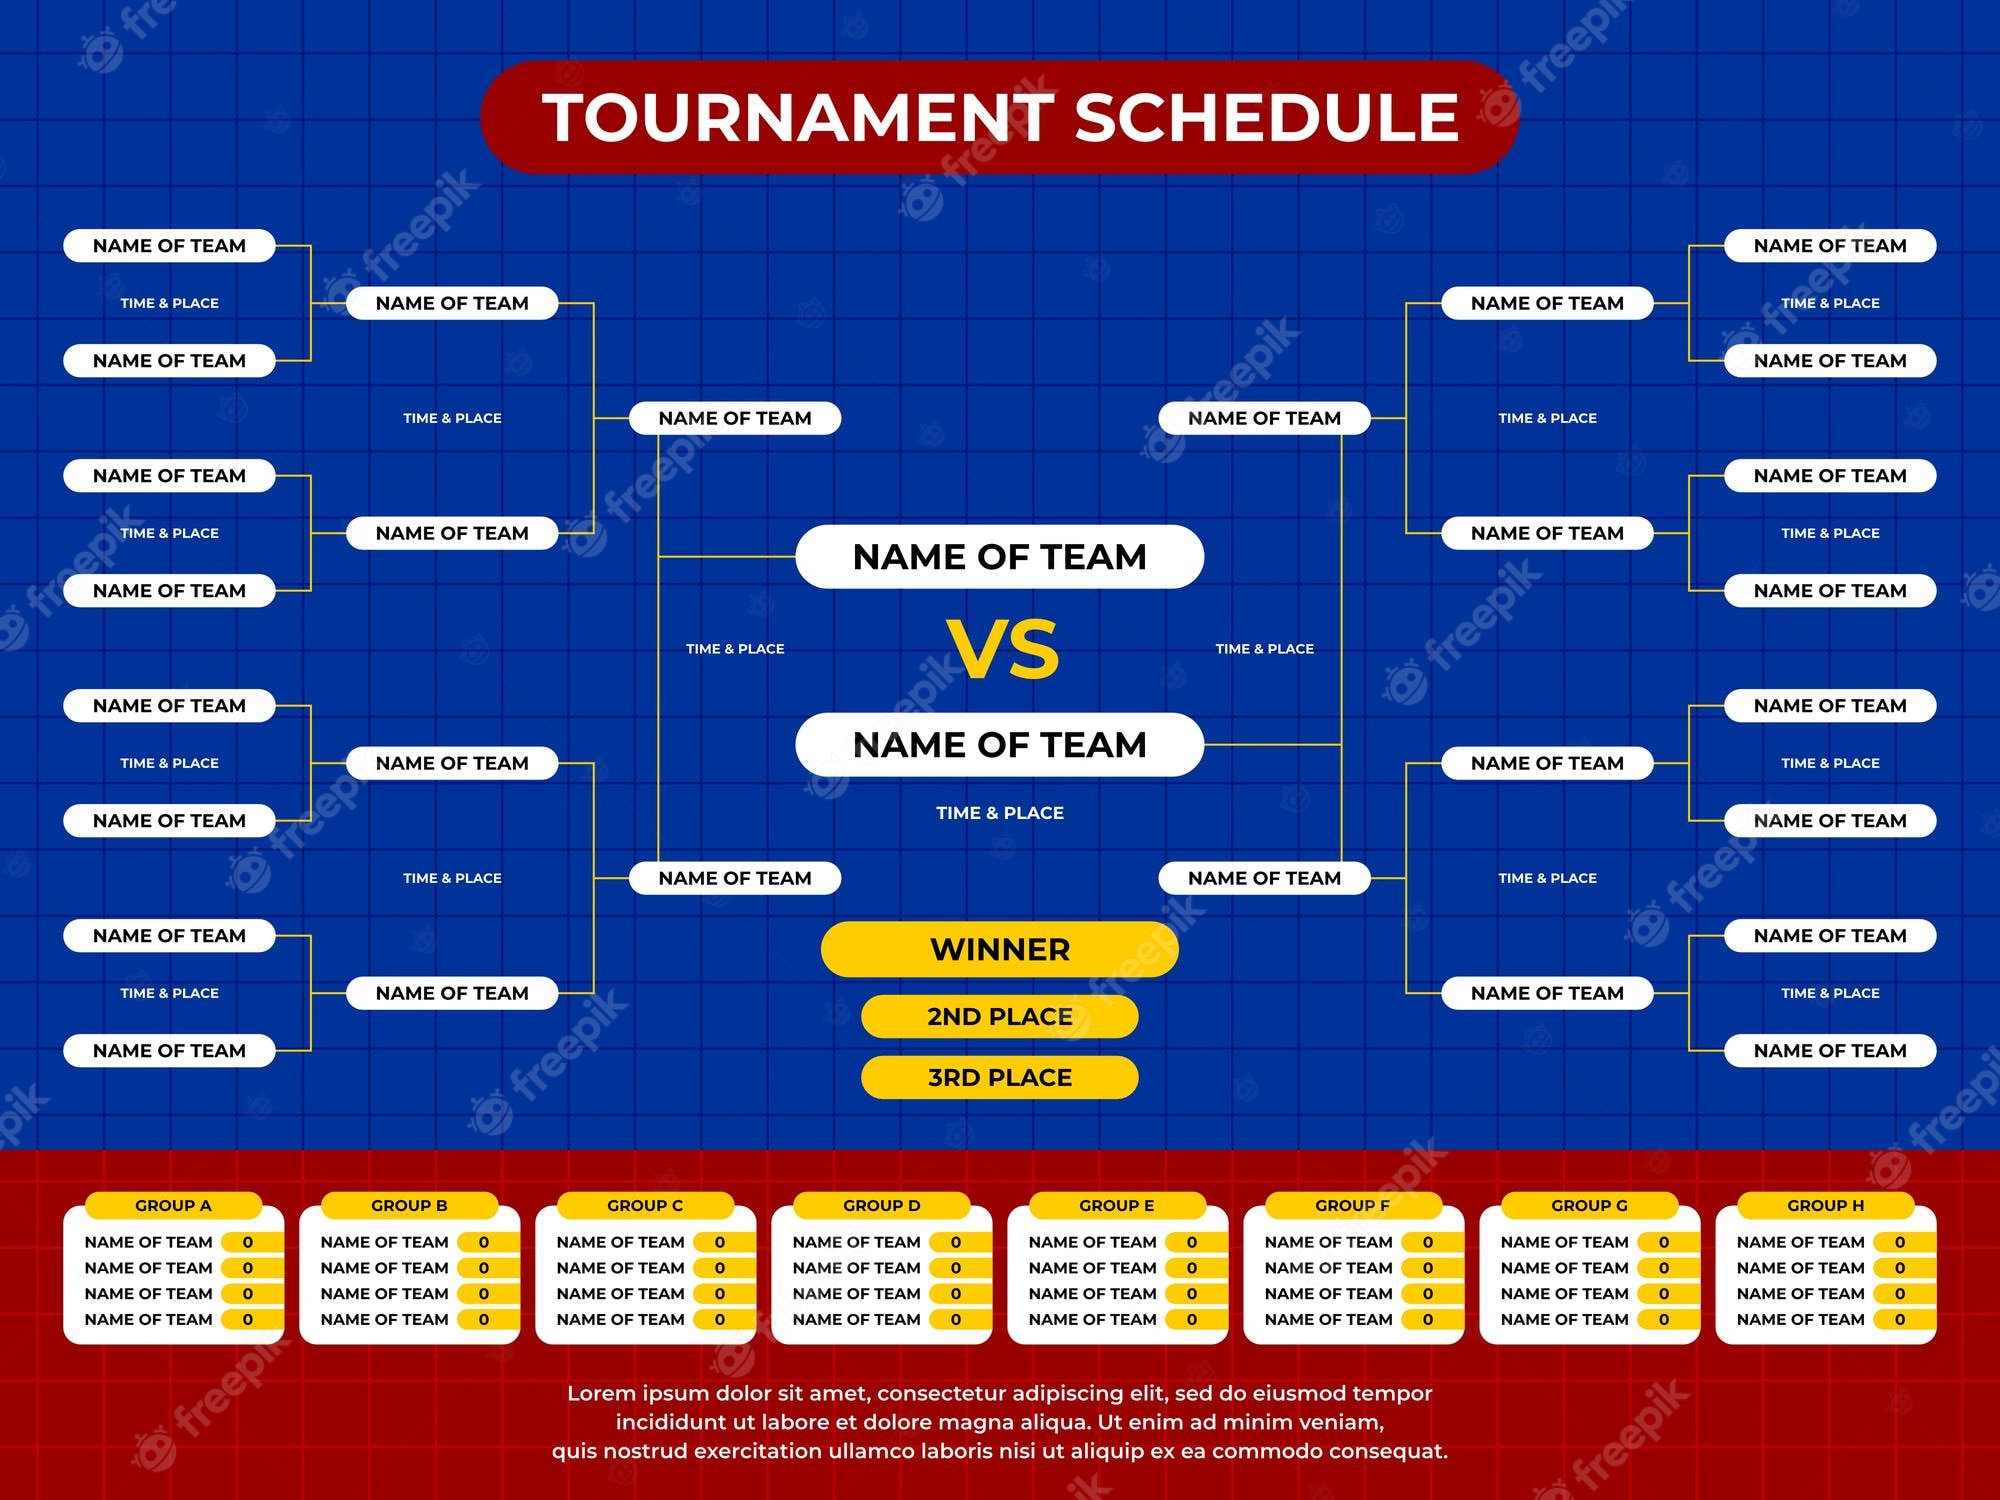 TOURNAMENT SCHEDULE
NAME OF TEAM
TIME & PLACE
NAME OF TEAM
NAME OF TEAM
TIME & PLACE
NAME OF TEAM
NAME OF TEAM
TIME & PLACE
NAME OF TEAM
NAME OF TEAM
TIME & PLACE
NAME OF TEAM
NAME OF TEAM
TIME & PLACE
NAME OF TEAM
NAME OF TEAM
TIME & PLACE
NAME OF TEAM
NAME OF TEAM
TIME & PLACE
NAME OF TEAM
NAME OF TEAM
VS
NAME OF TEAM
TIME & PLACE
WINNER
2ND PLACE
3RD PLACE
NAME OF TEAM
TIME & PLACE
NAME OF TEAM
NAME OF TEAM
TIME & PLACE
NAME OF TEAM
NAME OF TEAM
TIME & PLACE
NAME OF TEAM
NAME OF TEAM
TIME & PLACE
NAME OF TEAM
NAME OF TEAM
TIME & PLACE
NAME OF TEAM
NAME OF TEAM
TIME & PLACE
NAME OF TEAM
NAME OF TEAM
TIME & PLACE
NAME OF TEAM
GROUP A
NAME OF TEAM 0
NAME OF TEAM 0
NAME OF TEAM 0
NAME OF TEAM 0
GROUP B
NAME OF TEAM 0
NAME OF TEAM 0
NAME OF TEAM 0
NAME OF TEAM 0
GROUP C
NAME OF TEAM 0
NAME OF TEAM 0
NAME OF TEAM 0
NAME OF TEAM 0
GROUP D
NAME OF TEAM 0
NAME OF TEAM 0
NAME OF TEAM 0
NAME OF TEAM 0
GROUP E
NAME OF TEAM 0
NAME OF TEAM 0
NAME OF TEAM 0
NAME OF TEAM 0
GROUP F
NAME OF TEAM 0
NAME OF TEAM 0
NAME OF TEAM 0
NAME OF TEAM 0
GROUP G
NAME OF TEAM 0
NAME OF TEAM 0
NAME OF TEAM 0
NAME OF TEAM 0
GROUP H
NAME OF TEAM 0
NAME OF TEAM 0
NAME OF TEAM 0
NAME OF TEAM 0
Lorem ipsum dolor sit amet, consectetur adipiscing elit, sed do eiusmod tempor
incididunt ut labore et dolore magna aliqua. Ut enim ad minim veniam,
quis nostrud exercitation ullamco laboris nisi ut aliquip ex ea commodo consequat.
freepik